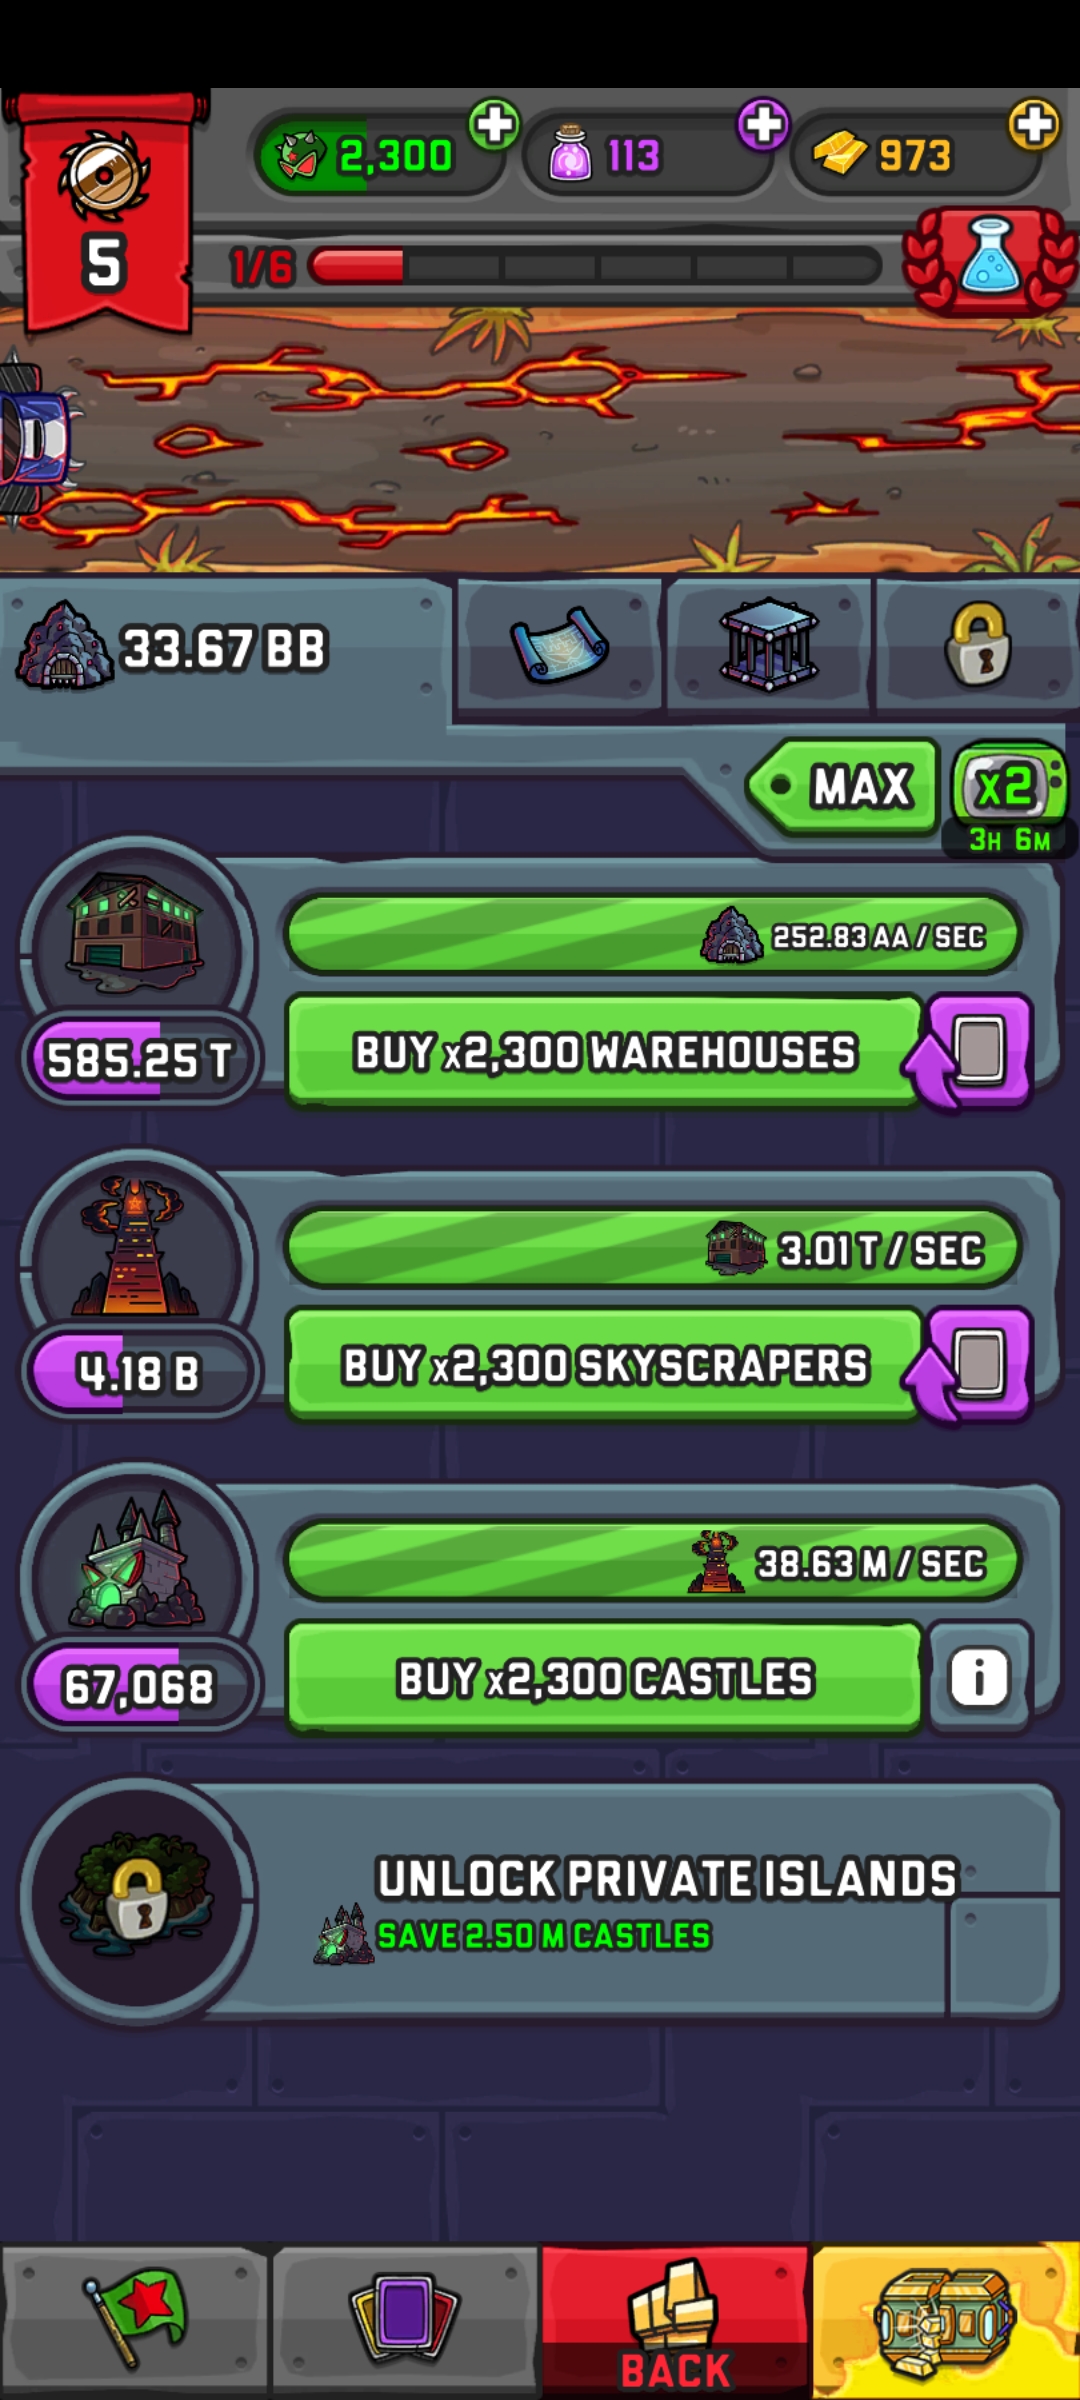 2,300
113
973
5
1/6
33.67 BB
MAX
x2
3H 6M
252.83 AA / SEC
BUY x2,300 WAREHOUSES
585.25 T
3.01 T / SEC
BUY x2,300 SKYSCRAPERS
4.18 B
38.63 M / SEC
BUY x2,300 CASTLES
67,068
UNLOCK PRIVATE ISLANDS
SAVE 2.50 M CASTLES
BACK